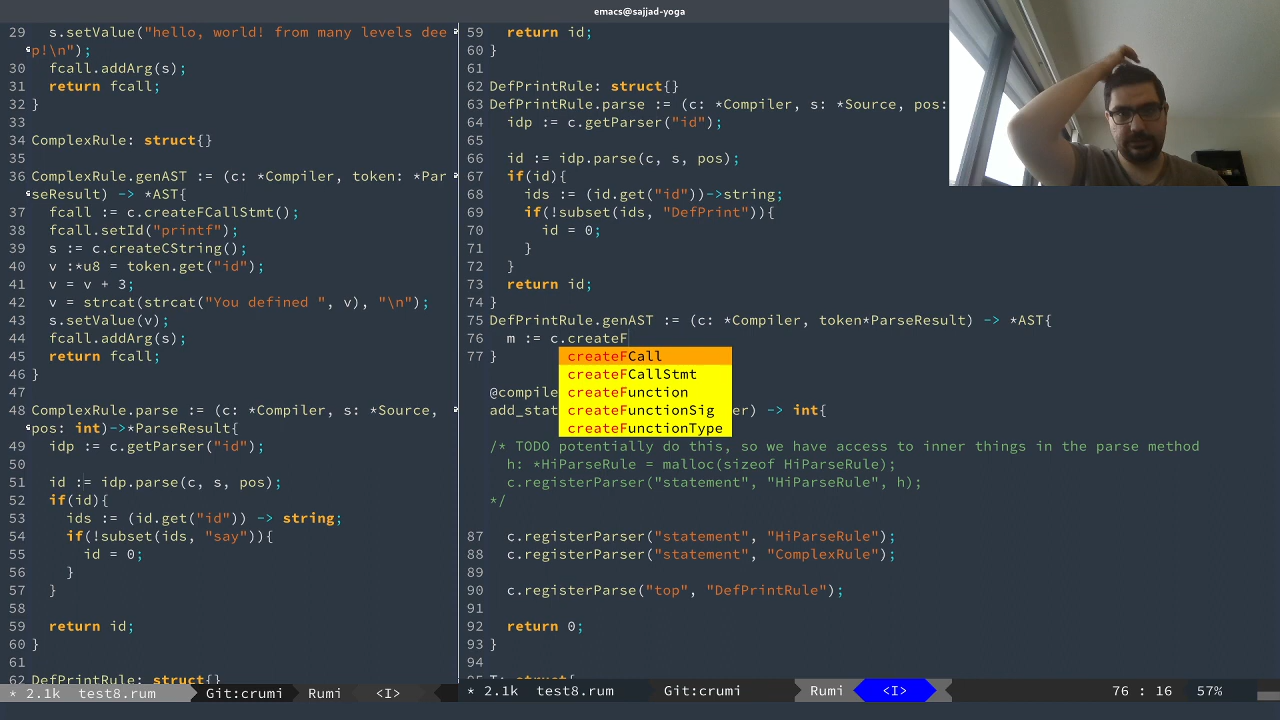 emacs@sajjad-yoga
29 s.setValue("hello, world! from many levels dee
p!\n");
30 fcall.addArg(s);
31 return fcall;
32 }
33
34 ComplexRule: struct{}
35
36 ComplexRule.genAST := (c: *Compiler, token: *Par
seResult) -> *AST{
37 fcall := c.createFCallStmt();
38 fcall.setId("printf");
39 s := c.createCString();
40 v :*u8 = token.get("id");
41 v = v + 3;
42 v = strcat(strcat("You defined ", v), "\n");
43 s.setValue(v);
44 fcall.addArg(s);
45 return fcall;
46 }
47
48 ComplexRule.parse := (c: *Compiler, s: *Source,
pos: int)->*ParseResult{
49 idp := c.getParser("id");
50
51 id := idp.parse(c, s, pos);
52 if(id){
53 ids := (id.get("id")) -> string;
54 if(!subset(ids, "say")){
55 id = 0;
56 }
57 }
58
59 return id;
60 }
61
62 DefPrintRule: struct{}
* 2.1k test8.rum Git:crumi Rumi <I>
59 return id;
60 }
61
62 DefPrintRule: struct{}
63 DefPrintRule.parse := (c: *Compiler, s: *Source, pos:
64 idp := c.getParser("id");
65
66 id := idp.parse(c, s, pos);
67 if(id){
68 ids := (id.get("id"))->string;
69 if(!subset(ids, "DefPrint")){
70 id = 0;
71 }
72 }
73 return id;
74 }
75 DefPrintRule.genAST := (c: *Compiler, token*ParseResult) -> *AST{
76 m := c.createF
77 }
createFCall
createFCallStmt
createFunction
createFunctionSig
createFunctionType
@compile
add_stat er) -> int{
/* TODO potentially do this, so we have access to inner things in the parse method
h: *HiParseRule = malloc(sizeof HiParseRule);
c.registerParser("statement", "HiParseRule", h);
*/
87 c.registerParser("statement", "HiParseRule");
88 c.registerParser("statement", "ComplexRule");
89
90 c.registerParse("top", "DefPrintRule");
91
92 return 0;
93 }
94
95 T: struct{
* 2.1k test8.rum Git:crumi Rumi <I> 76 : 16 57%